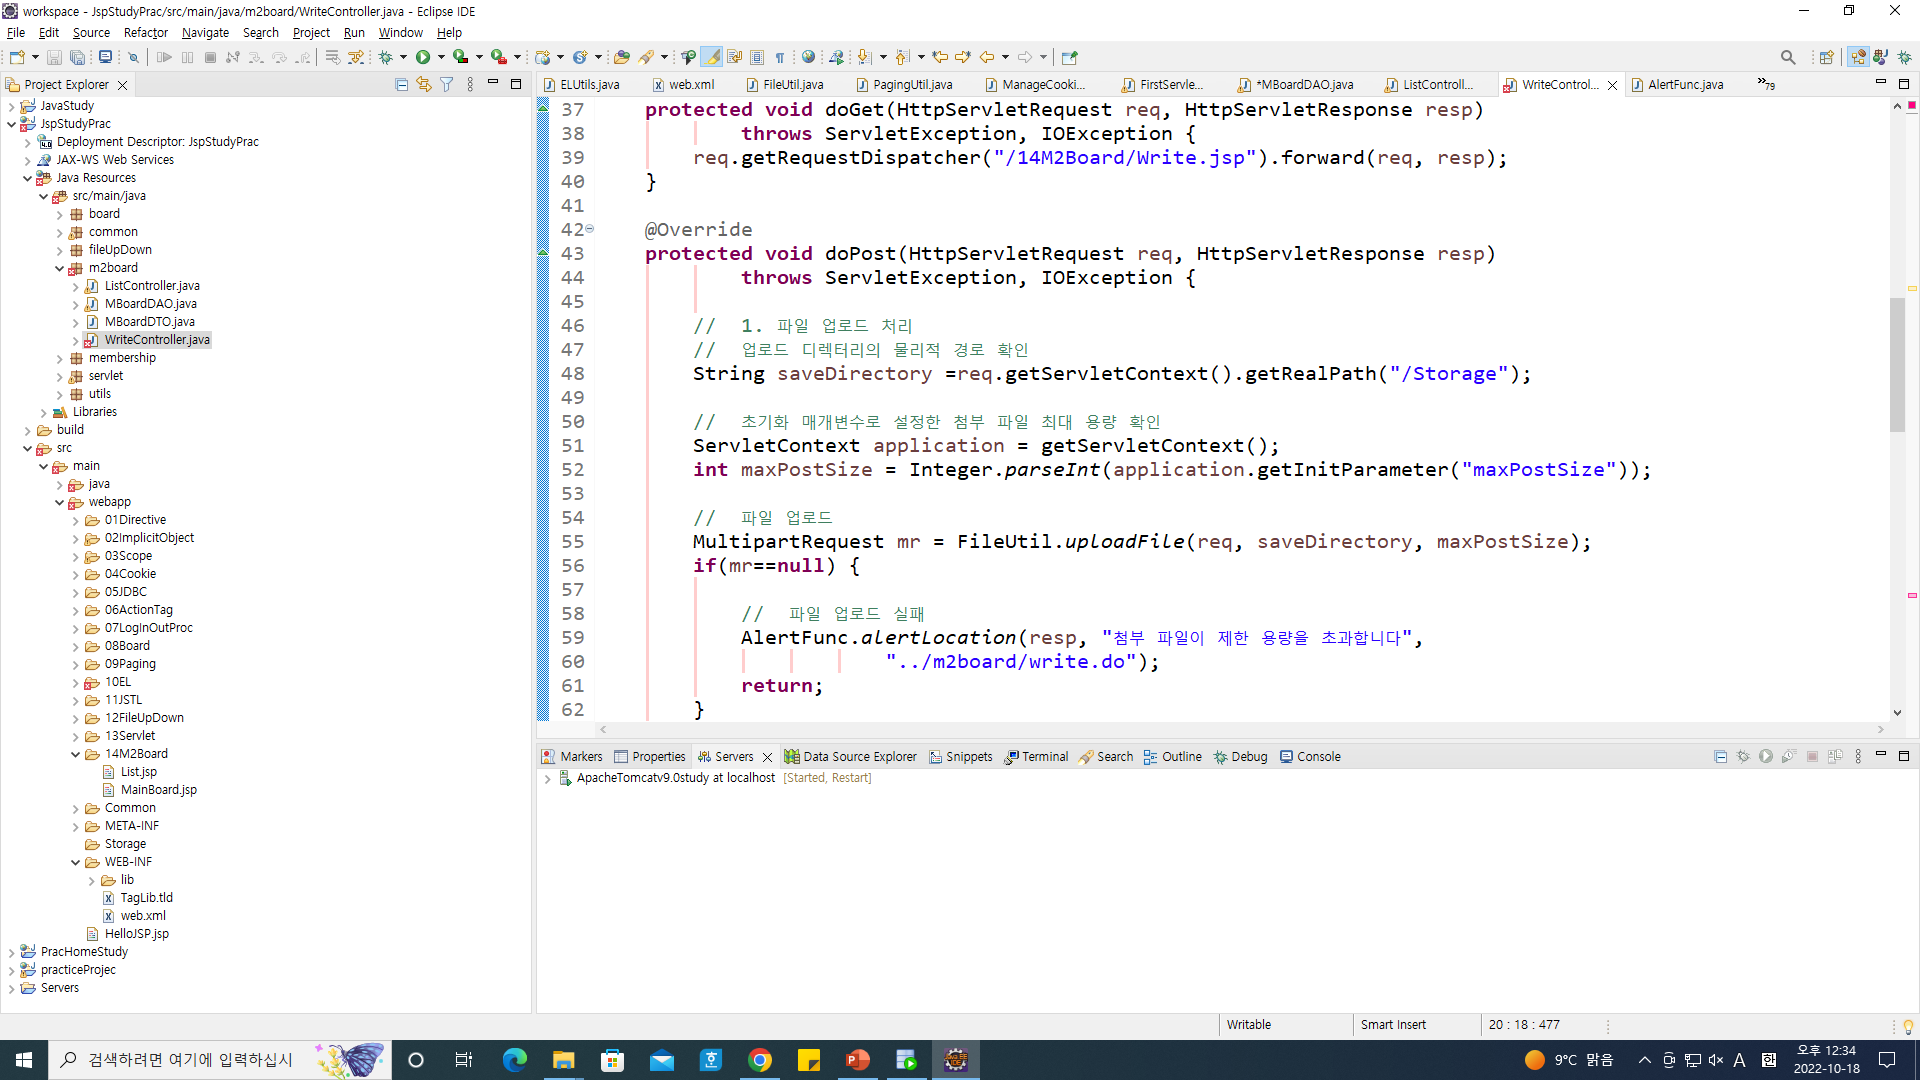 workspace - JspStudyPrac/src/main/java/m2board/WriteController.java - Eclipse IDE
File Edit Source Refactor Navigate Search Project Run Window Help
Project Explorer
JavaStudy
JspStudyPrac
Deployment Descriptor: JspStudyPrac
JAX-WS Web Services
Java Resources
src/main/java
board
common
fileUpDown
m2board
ListController.java
MBoardDAO.java
MBoardDTO.java
WriteController.java
membership
servlet
utils
Libraries
build
src
main
java
webapp
01Directive
02ImplicitObject
03Scope
04Cookie
05JDBC
06ActionTag
07LogInOutProc
08Board
09Paging
10EL
11JSTL
12FileUpDown
13Servlet
14M2Board
List.jsp
MainBoard.jsp
Common
META-INF
Storage
WEB-INF
lib
TagLib.tld
web.xml
HelloJSP.jsp
PracHomeStudy
practiceProjec
Servers
ELUtils.java web.xml FileUtil.java PagingUtil.java ManageCooki... FirstServle... *MBoardDAO.java ListControll... WriteControl... AlertFunc.java »79
37 protected void doGet(HttpServletRequest req, HttpServletResponse resp)
38 throws ServletException, IOException {
39 req.getRequestDispatcher("/14M2Board/Write.jsp").forward(req, resp);
40 }
41
42 @Override
43 protected void doPost(HttpServletRequest req, HttpServletResponse resp)
44 throws ServletException, IOException {
45
46 // 1. 파일 업로드 처리
47 // 업로드 디렉터리의 물리적 경로 확인
48 String saveDirectory =req.getServletContext().getRealPath("/Storage");
49
50 // 초기화 매개변수로 설정한 첨부 파일 최대 용량 확인
51 ServletContext application = getServletContext();
52 int maxPostSize = Integer.parseInt(application.getInitParameter("maxPostSize"));
53
54 // 파일 업로드
55 MultipartRequest mr = FileUtil.uploadFile(req, saveDirectory, maxPostSize);
56 if(mr==null) {
57
58 // 파일 업로드 실패
59 AlertFunc.alertLocation(resp, "첨부 파일이 제한 용량을 초과합니다",
60 "../m2board/write.do");
61 return;
62 }
Markers Properties Servers Data Source Explorer Snippets Terminal Search Outline Debug Console
ApacheTomcatv9.0study at localhost [Started, Restart]
Writable Smart Insert 20 : 18 : 477
검색하려면 여기에 입력하십시
9°C 맑음
A 한
오후 12:34
2022-10-18